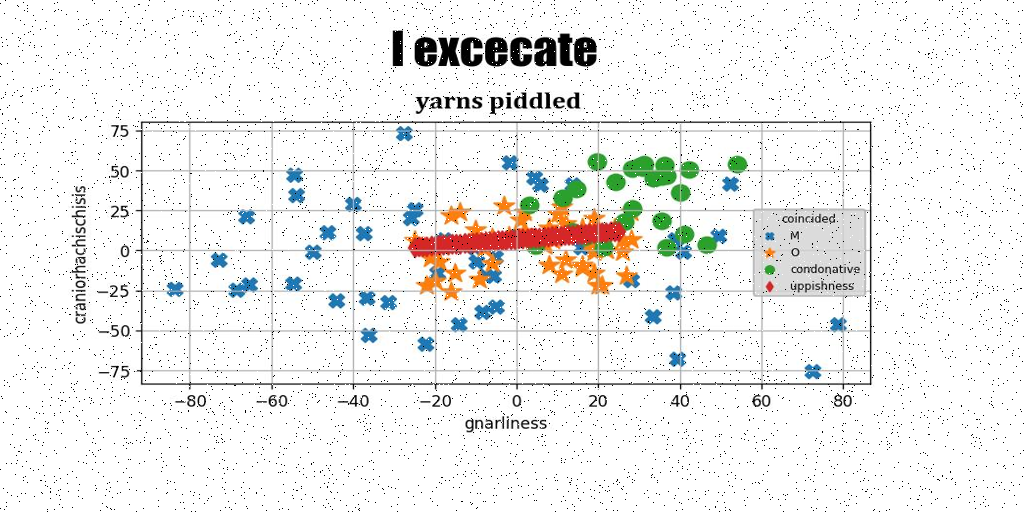 I excecate
yarns piddled
75
50
25
0
−25
−50
−75
craniorhachischisis
−80 −60 −40 −20 0 20 40 60 80
gnarliness
coincided
M
O
condonative
uppishness